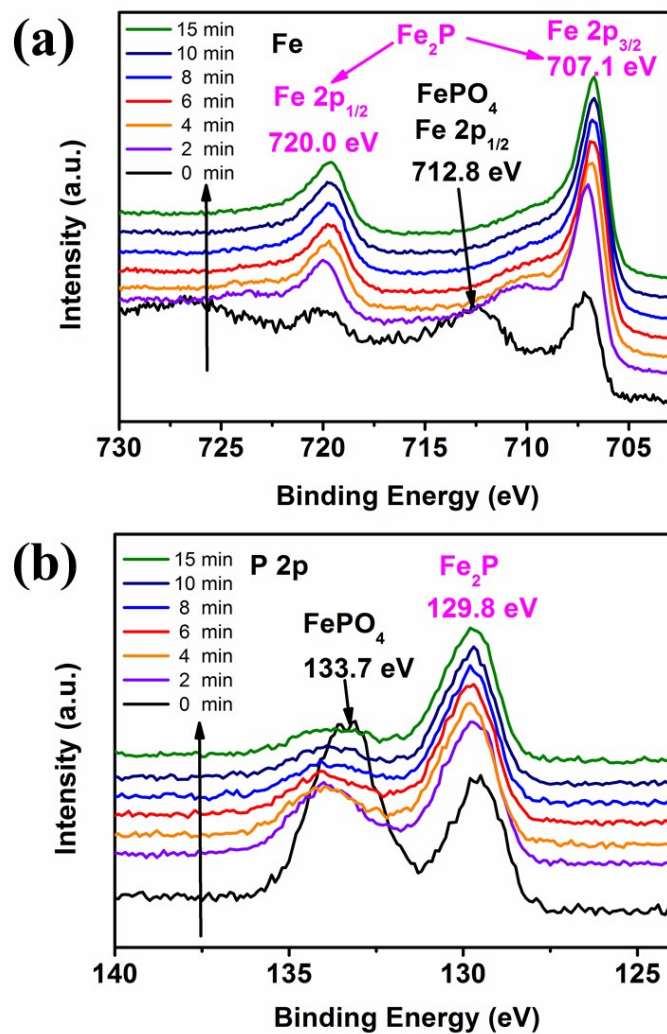 (a)
15 min
10 min
8 min
6 min
4 min
2 min
0 min
Fe
Fe₂P
Fe 2p₃/₂
707.1 eV
Fe 2p₁/₂
720.0 eV
FePO₄
Fe 2p₁/₂
712.8 eV
Intensity (a.u.)
730 725 720 715 710 705
Binding Energy (eV)
(b)
15 min
10 min
8 min
6 min
4 min
2 min
0 min
P 2p
Fe₂P
129.8 eV
FePO₄
133.7 eV
Intensity (a.u.)
140 135 130 125
Binding Energy (eV)